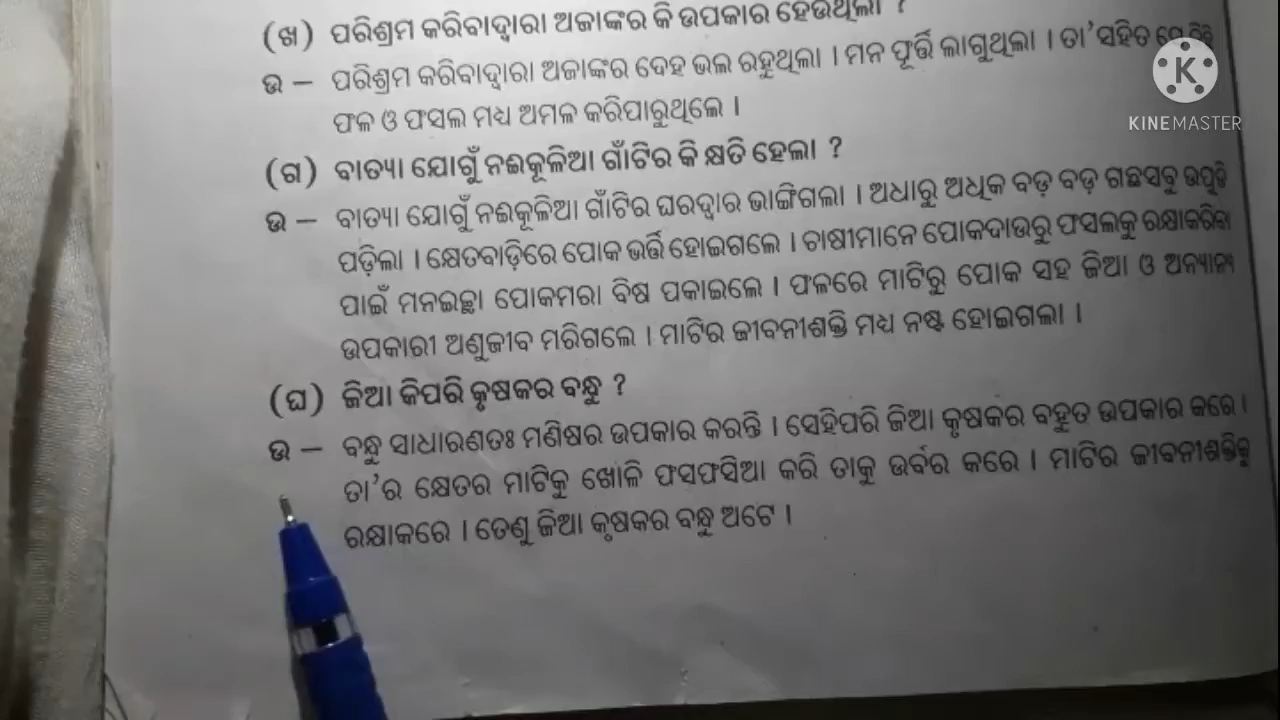 (ଖ) ପରିଶ୍ରମ କରିବାଦ୍ୱାରା ଅଜାଙ୍କର କି ଉପକାର ହେଉଥିଲା ?
ଉ – ପରିଶ୍ରମ କରିବାଦ୍ୱାରା ଅଜାଙ୍କର ଦେହ ଭଲ ରହୁଥିଲା । ମନ ଫୂର୍ତ୍ତି ଲାଗୁଥିଲା । ତା’ସହିତ
ଫଳ ଓ ଫସଲ ମଧ୍ୟ ଅମଳ କରିପାରୁଥିଲେ ।
(ଗ) ବାତ୍ୟା ଯୋଗୁଁ ନଈକୂଳିଆ ଗାଁଟିର କି କ୍ଷତି ହେଲା ?
ଉ – ବାତ୍ୟା ଯୋଗୁଁ ନଈକୂଳିଆ ଗାଁଟିର ଘରଦ୍ୱାର ଭାଙ୍ଗିଗଲା । ଅଧାରୁ ଅଧିକ ବଡ଼ ବଡ଼ ଗଛସବୁ ଉପୁଡ଼ି
ପଡ଼ିଲା । କ୍ଷେତବାଡ଼ିରେ ପୋକ ଭର୍ତ୍ତି ହୋଇଗଲେ । ଚାଷୀମାନେ ପୋକଦାଉରୁ ଫସଲକୁ ରକ୍ଷାକରିବା
ପାଇଁ ମନଇଚ୍ଛା ପୋକମରା ବିଷ ପକାଇଲେ । ଫଳରେ ମାଟିରୁ ପୋକ ସହ ଜିଆ ଓ ଅନ୍ୟାନ୍ୟ
ଉପକାରୀ ଅଣୁଜୀବ ମରିଗଲେ । ମାଟିର ଜୀବନୀଶକ୍ତି ମଧ୍ୟ ନଷ୍ଟ ହୋଇଗଲା ।
(ଘ) ଜିଆ କିପରି କୃଷକର ବନ୍ଧୁ ?
ଉ – ବନ୍ଧୁ ସାଧାରଣତଃ ମଣିଷର ଉପକାର କରନ୍ତି । ସେହିପରି ଜିଆ କୃଷକର ବହୁତ ଉପକାର କରେ ।
ତା’ର କ୍ଷେତର ମାଟିକୁ ଖୋଳି ଫସଫସିଆ କରି ତାକୁ ଉର୍ବର କରେ । ମାଟିର ଜୀବନୀଶକ୍ତିକୁ
ରକ୍ଷାକରେ । ତେଣୁ ଜିଆ କୃଷକର ବନ୍ଧୁ ଅଟେ ।
K
KINEMASTER